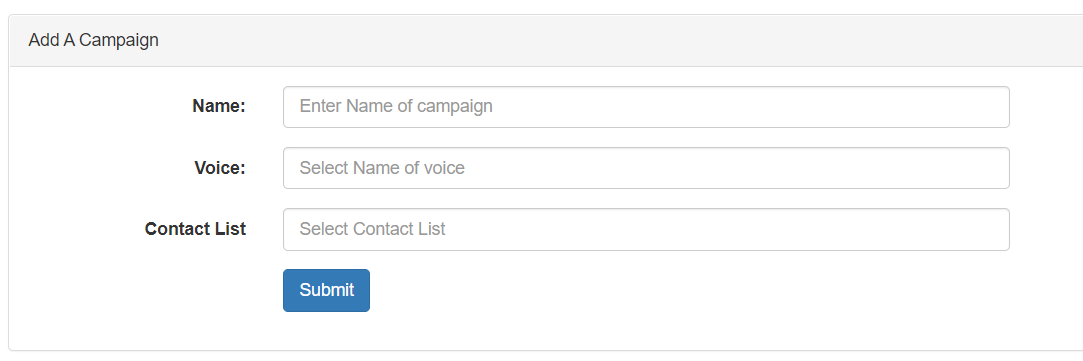 Add A Campaign
Name: Enter Name of campaign
Voice: Select Name of voice
Contact List Select Contact List
Submit